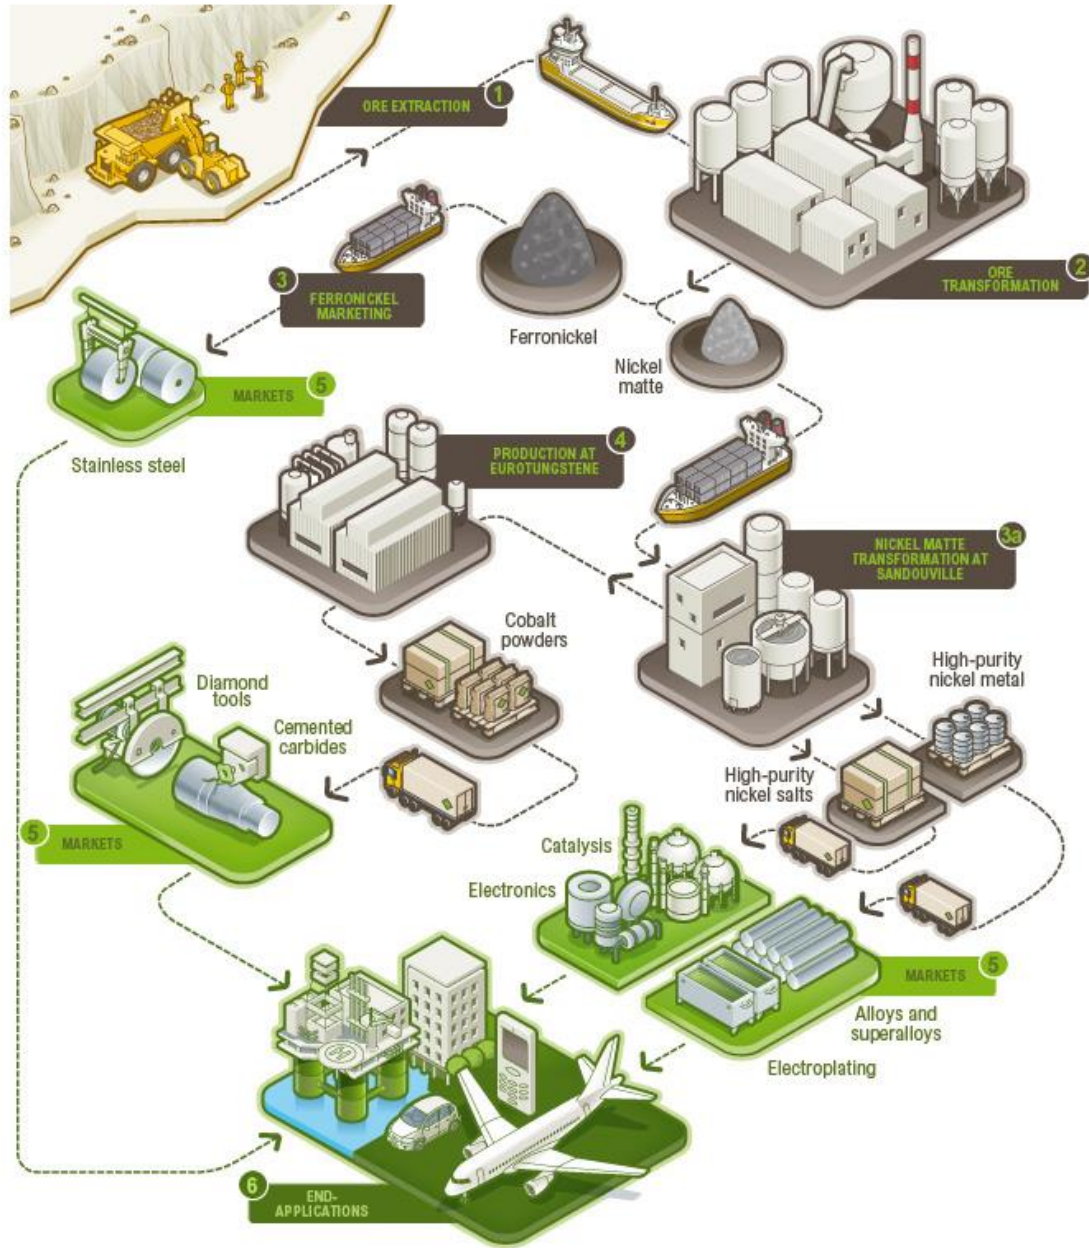 ORE EXTRACTION
1
ORE
TRANSFORMATION
2
3
FERRONICKEL
MARKETING
Ferronickel
Nickel
matte
MARKETS
5
Stainless steel
PRODUCTION AT
EUROTUNGSTENE
4
NICKEL MATTE
TRANSFORMATION AT
SANDOUVILLE
3a
Cobalt
powders
High-purity
nickel metal
Diamond
tools
Cemented
carbides
High-purity
nickel salts
5
MARKETS
Catalysis
Electronics
MARKETS
5
Alloys and
superalloys
Electroplating
H
6
END-
APPLICATIONS